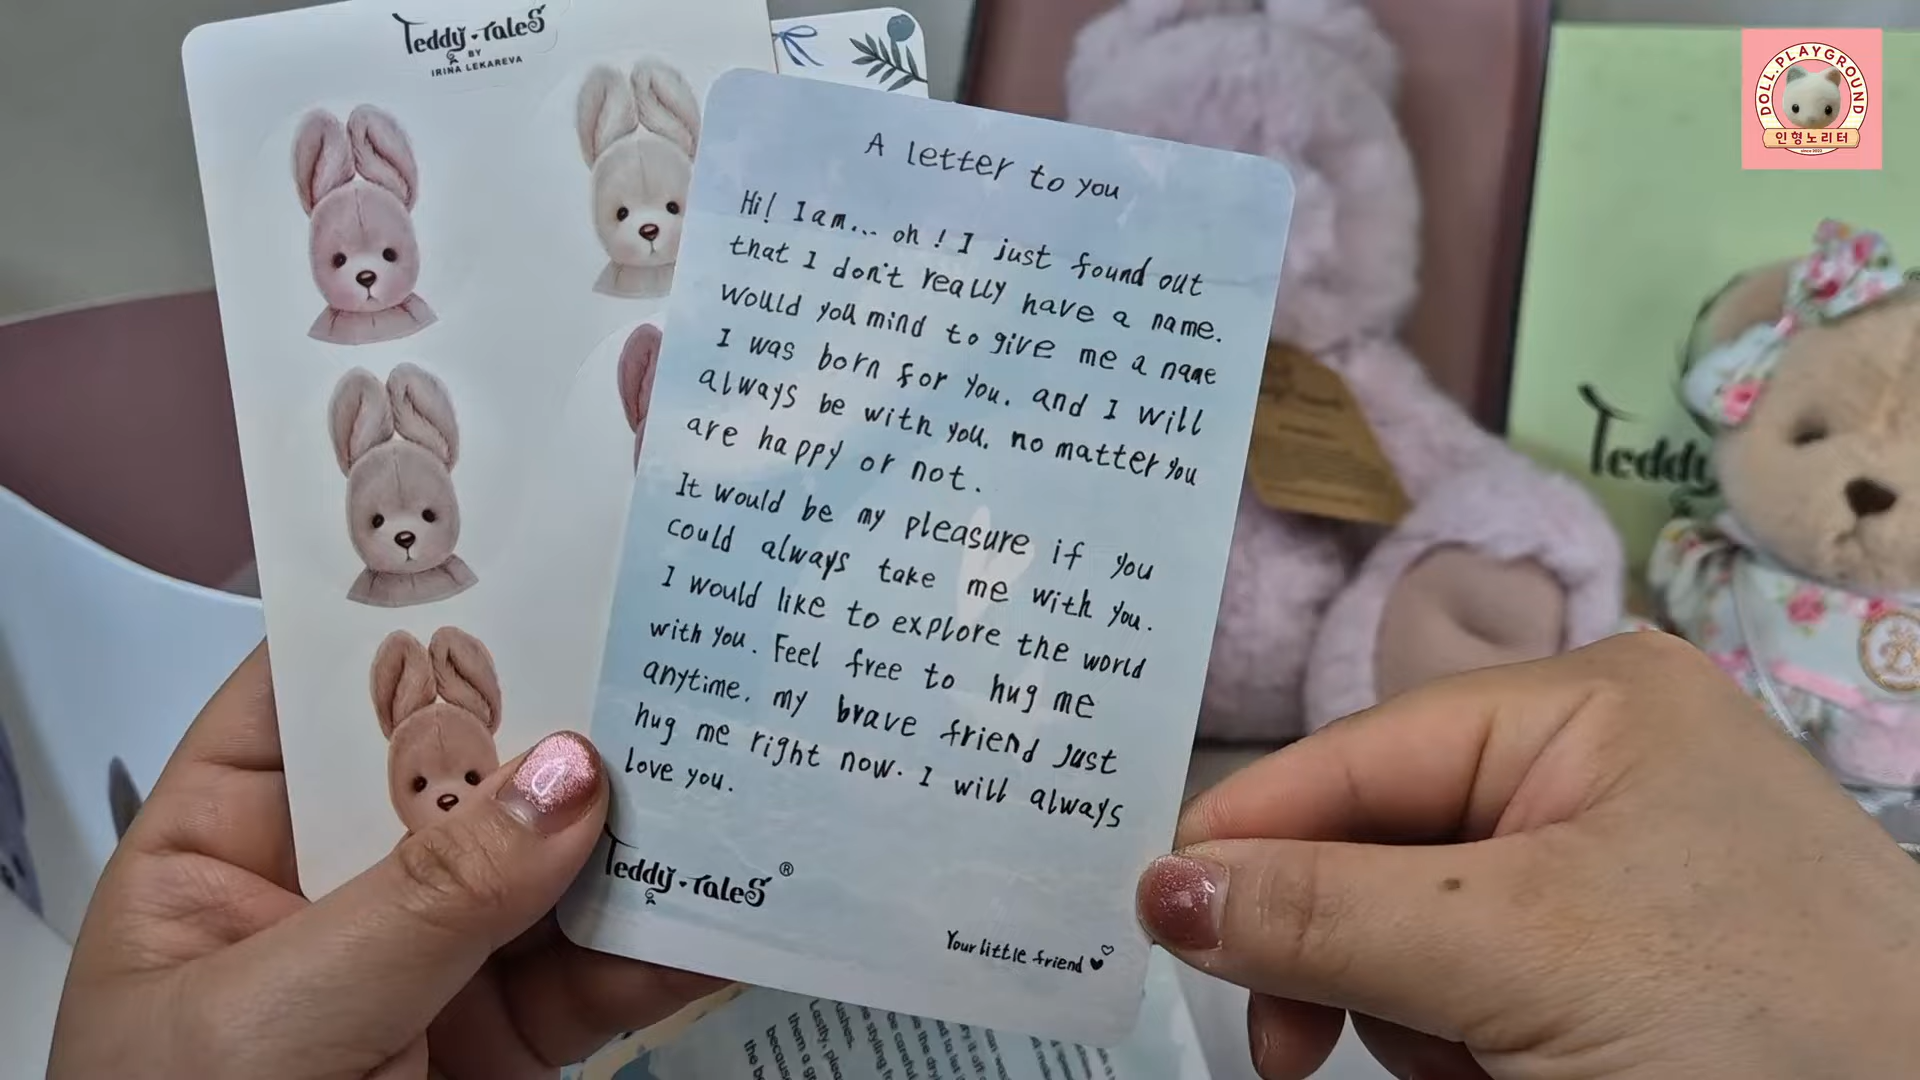 Teddy·Tales
BY
IRINA LEKAREVA
DOLL.PLAYGROUND
인형노리터
A letter to you
Hi! I am... oh! I just found out
that I don't really have a name.
would you mind to give me a name
I was born for you. and I will
always be with you. no matter you
are happy or not.
It would be my pleasure if you
could always take me with you.
I would like to explore the world
with you. Feel free to hug me
anytime. my brave friend just
hug me right now. I will always
love you.
Teddy·Tales ®
Your little friend
Teddy